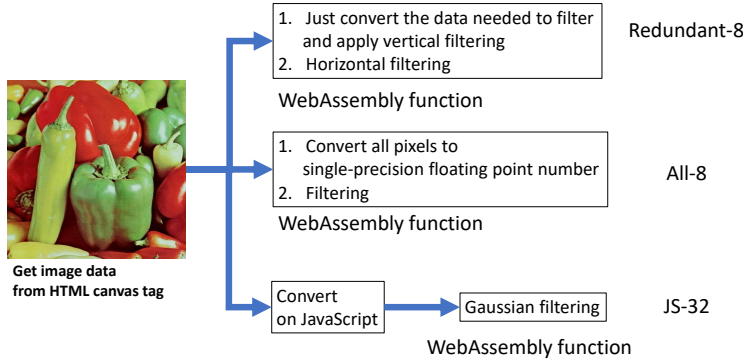 1. Just convert the data needed to filter
and apply vertical filtering
2. Horizontal filtering
Redundant-8
WebAssembly function
1. Convert all pixels to
single-precision floating point number
2. Filtering
All-8
WebAssembly function
Get image data
from HTML canvas tag
Convert
on JavaScript
Gaussian filtering
JS-32
WebAssembly function